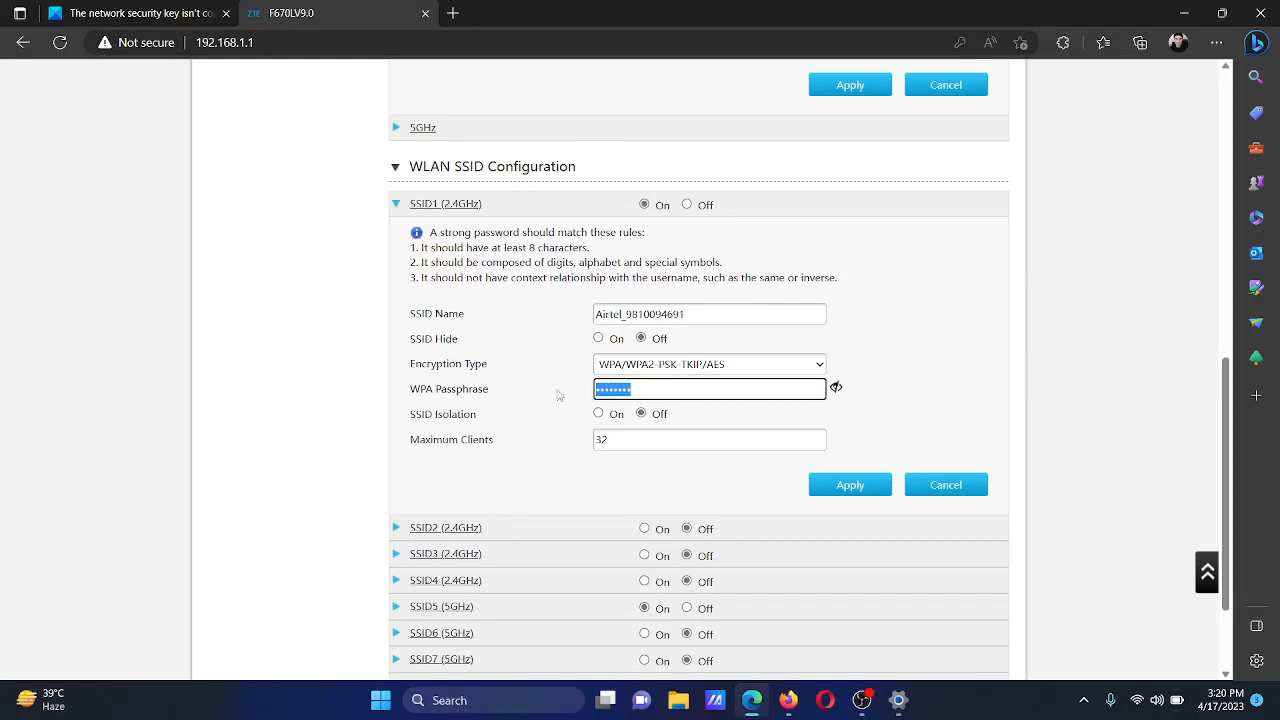 The network security key isn't co
ZTE F670LV9.0
Not secure 192.168.1.1
Apply Cancel
5GHz
WLAN SSID Configuration
SSID1 (2.4GHz) On Off
A strong password should match these rules:
1. It should have at least 8 characters.
2. It should be composed of digits, alphabet and special symbols.
3. It should not have context relationship with the username, such as the same or inverse.
SSID Name Airtel_9810094691
SSID Hide On Off
Encryption Type WPA/WPA2-PSK-TKIP/AES
WPA Passphrase ••••••••
SSID Isolation On Off
Maximum Clients 32
Apply Cancel
SSID2 (2.4GHz) On Off
SSID3 (2.4GHz) On Off
SSID4 (2.4GHz) On Off
SSID5 (5GHz) On Off
SSID6 (5GHz) On Off
SSID7 (5GHz) On Off
39°C
Haze
Search
3:20 PM
4/17/2023
3